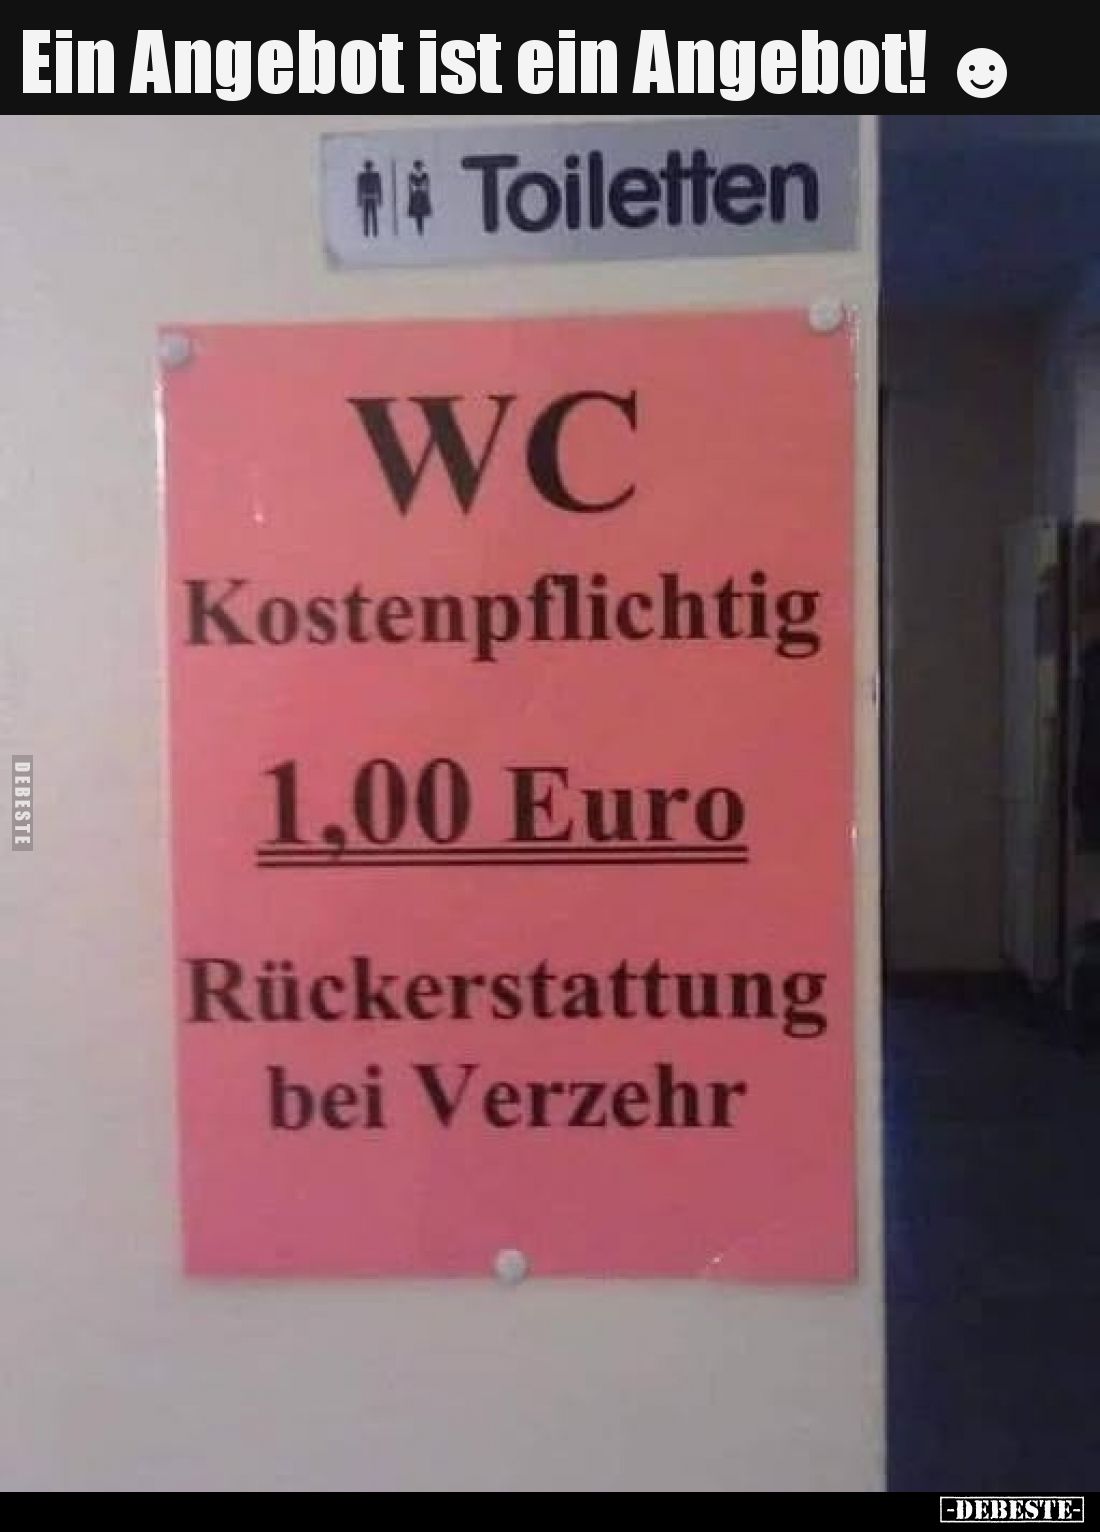 Ein Angebot ist ein Angebot! ☻
Toiletten
WC
Kostenpflichtig
1,00 Euro
Rückerstattung
bei Verzehr
DEBESTE
-DEBESTE-